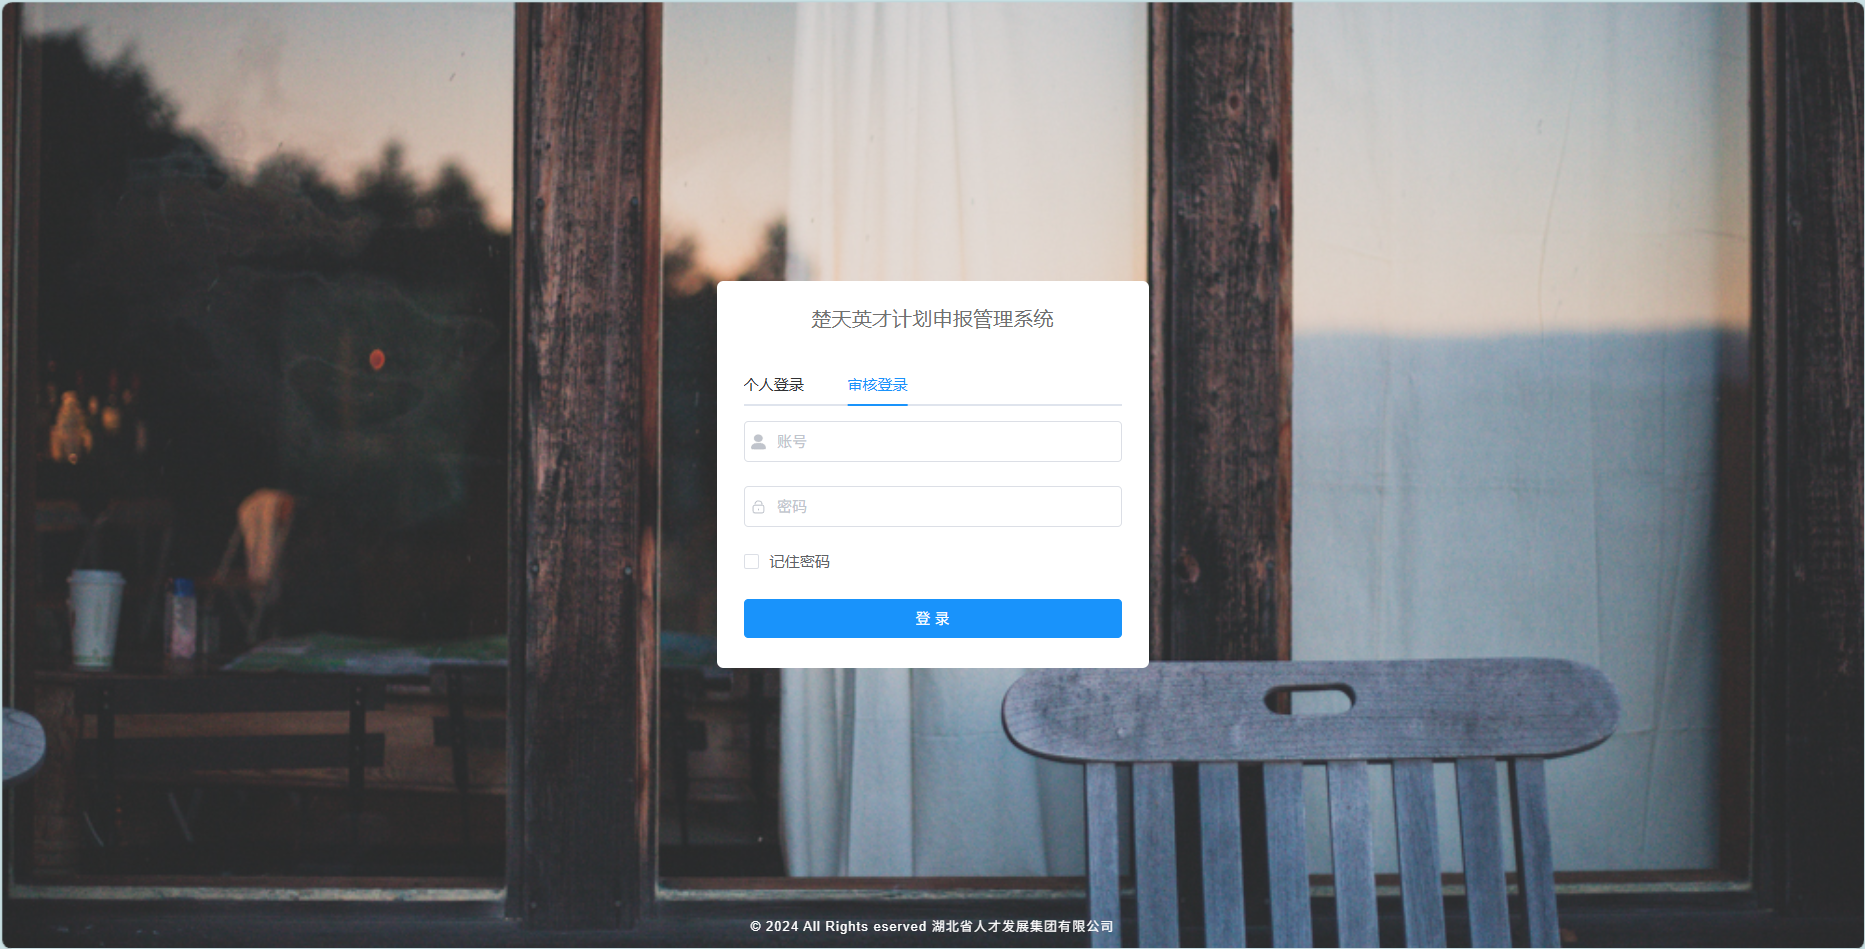 楚天英才计划申报管理系统
个人登录 审核登录
账号
密码
记住密码
登 录
© 2024 All Rights eserved 湖北省人才发展集团有限公司